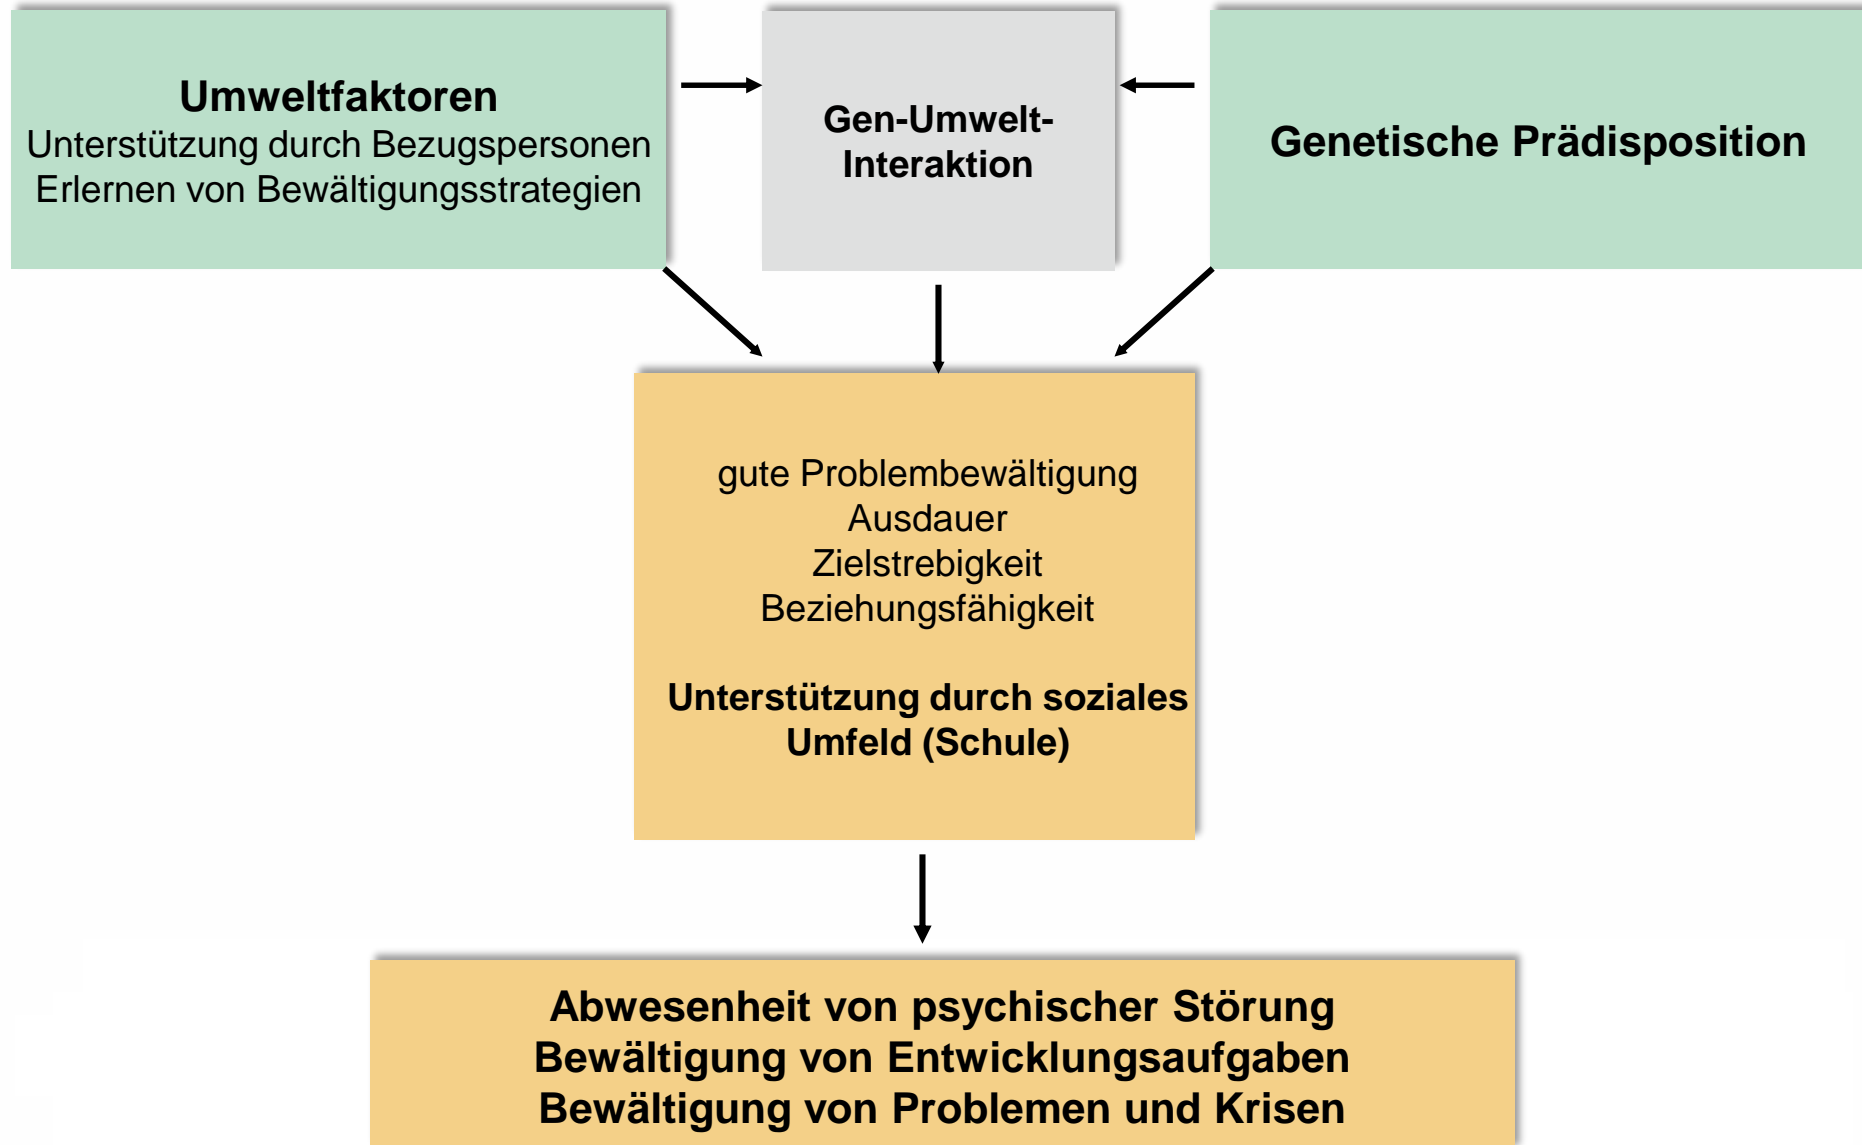 Umweltfaktoren
Unterstützung durch Bezugspersonen
Erlernen von Bewältigungsstrategien
Gen-Umwelt-
Interaktion
Genetische Prädisposition
gute Problembewältigung
Ausdauer
Zielstrebigkeit
Beziehungsfähigkeit
Unterstützung durch soziales
Umfeld (Schule)
Abwesenheit von psychischer Störung
Bewältigung von Entwicklungsaufgaben
Bewältigung von Problemen und Krisen